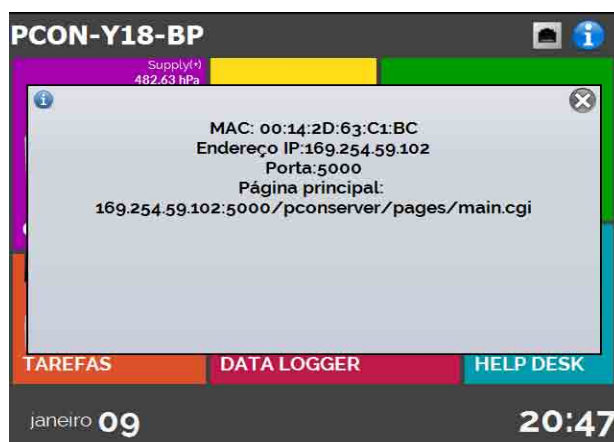 PCON-Y18-BP
Supply(+)
482.63 hPa
MAC: 00:14:2D:63:C1:BC
Endereço IP:169.254.59.102
Porta:5000
Página principal:
169.254.59.102:5000/pconserver/pages/main.cgi
TAREFAS
DATA LOGGER
HELP DESK
janeiro 09
20:47